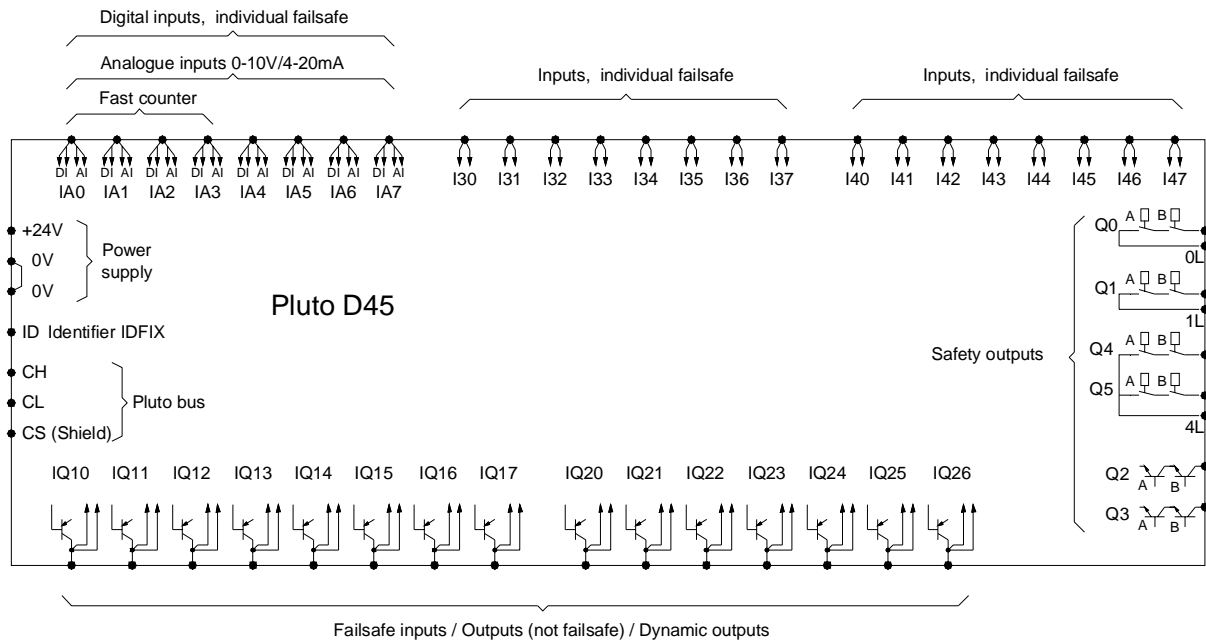 Digital inputs, individual failsafe
Analogue inputs 0-10V/4-20mA
Fast counter
Inputs, individual failsafe
Inputs, individual failsafe
DI AI DI AI DI AI DI AI DI AI DI AI DI AI DI AI
IA0 IA1 IA2 IA3 IA4 IA5 IA6 IA7
I30 I31 I32 I33 I34 I35 I36 I37
I40 I41 I42 I43 I44 I45 I46 I47
+24V
0V
0V
Power
supply
ID Identifier IDFIX
CH
CL
CS (Shield)
Pluto bus
Pluto D45
Safety outputs
Q0 A B
0L
Q1 A B
1L
Q4 A B
Q5 A B
4L
Q2 A B
Q3 A B
IQ10 IQ11 IQ12 IQ13 IQ14 IQ15 IQ16 IQ17 IQ20 IQ21 IQ22 IQ23 IQ24 IQ25 IQ26
Failsafe inputs / Outputs (not failsafe) / Dynamic outputs